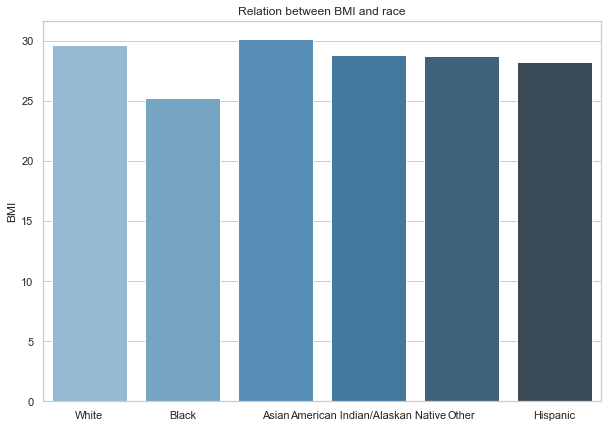 Relation between BMI and race
BMI
30
25
20
15
10
5
0
White Black Asian American Indian/Alaskan Native Other Hispanic